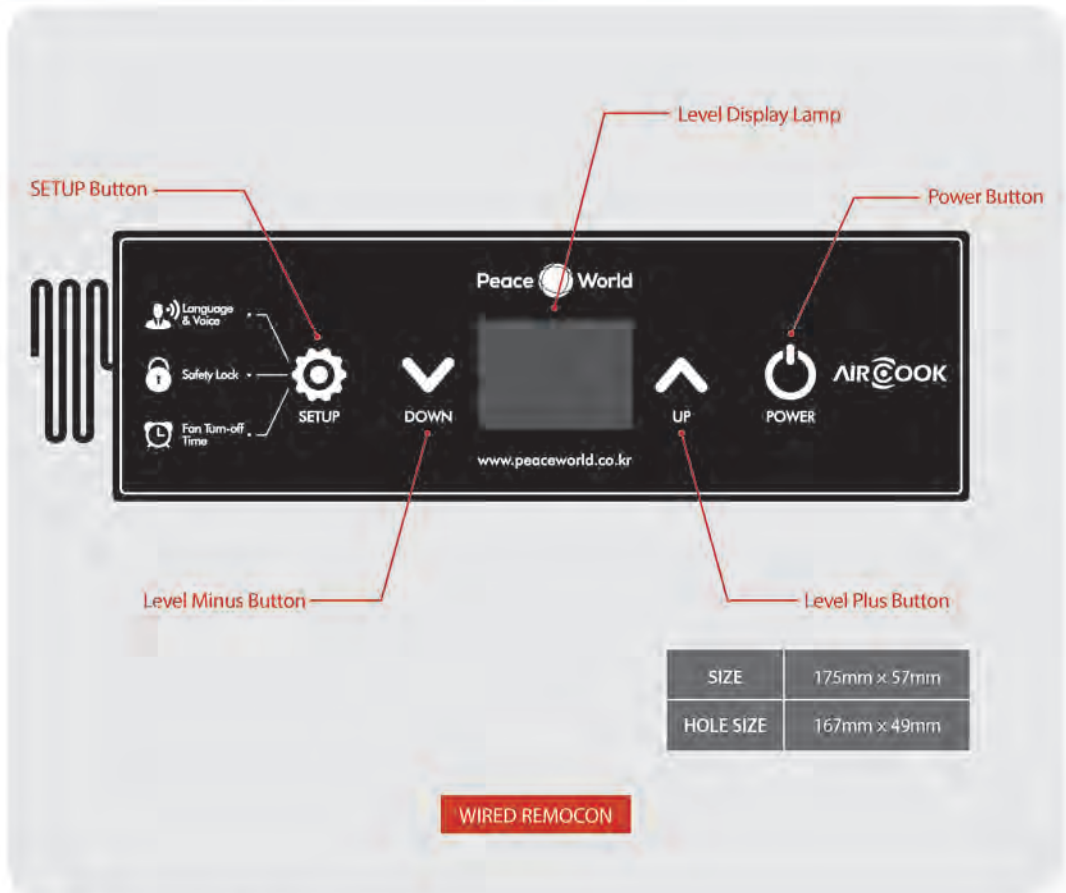 Level Display Lamp
SETUP Button
Power Button
Peace World
Language
& Voice
Safety Lock
Fan Turn-off
Time
SETUP
DOWN
UP
POWER
AIRCOOK
www.peaceworld.co.kr
Level Minus Button
Level Plus Button
SIZE 175mm × 57mm
HOLE SIZE 167mm × 49mm
WIRED REMOCON